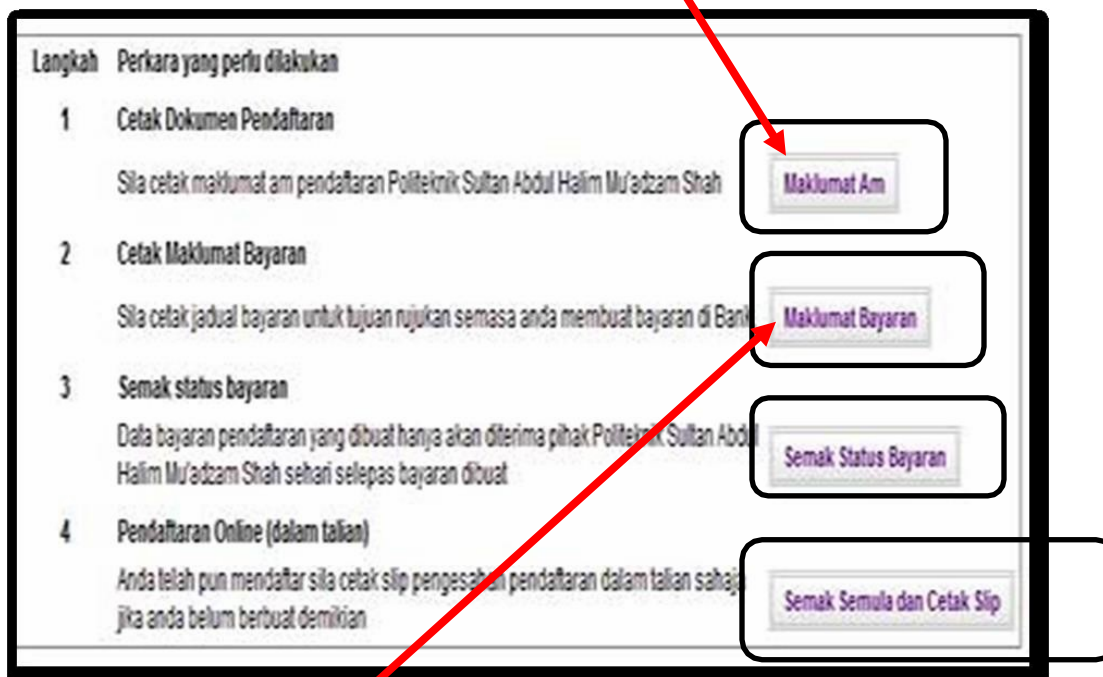 Langkah Perkara yang perlu dilakukan
1 Cetak Dokumen Pendaftaran
Sila cetak maklumat am pendaftaran Politeknik Sultan Abdul Halim Mu'adzam Shah Maklumat Am
2 Cetak Maklumat Bayaran
Sila cetak jadual bayaran untuk tujuan rujukan semasa anda membuat bayaran di Bank Maklumat Bayaran
3 Semak status bayaran
Data bayaran pendaftaran yang dibuat hanya akan diterima pihak Politeknik Sultan Abdul
Halim Mu'adzam Shah sehari selepas bayaran dibuat
Semak Status Bayaran
4 Pendaftaran Online (dalam talian)
Anda telah pun mendaftar sila cetak slip pengesahan pendaftaran dalam talian sahaja
jika anda belum berbuat demikian
Semak Semula dan Cetak Slip